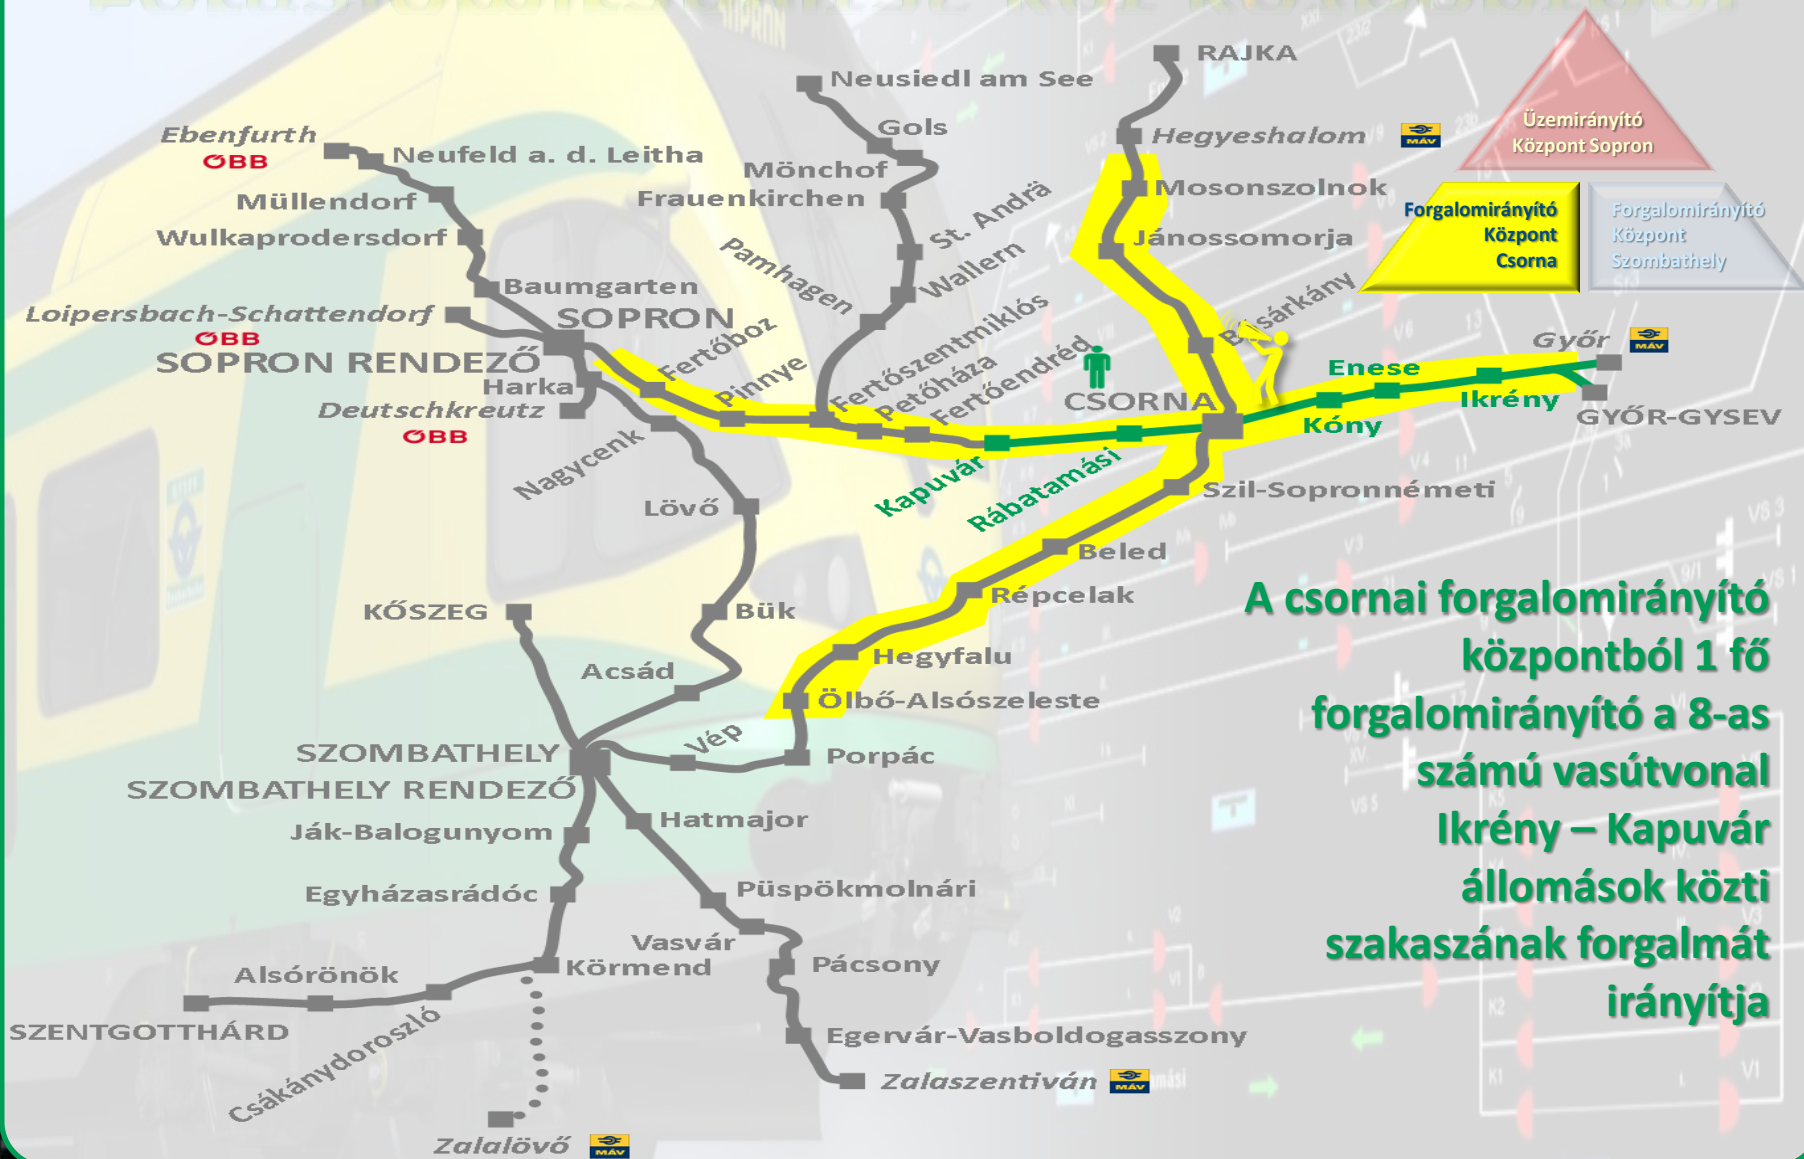 SOPRON
RAJKA
Neusiedl am See
Gols
Hegyeshalom
MÁV
Üzemirányító
Központ Sopron
Ebenfurth
ÖBB
Neufeld a. d. Leitha
Mönchof
Mosonszolnok
Müllendorf
Frauenkirchen
St. Andrä
Forgalomirányító
Központ
Csorna
Forgalomirányító
Központ
Szombathely
Wulkaprodersdorf
Pamhagen
Wallern
Jánossomorja
Baumgarten
Loipersbach-Schattendorf
ÖBB
SOPRON
SOPRON RENDEZŐ
Harka
Deutschkreutz
ÖBB
Fertőboz
Pinnye
Fertőszentmiklós
Petőháza
Fertőendréd
CSORNA
Győr
MÁV
Enese
Ikrény
Kóny
GYŐR-GYSEV
Nagycenk
Kapuvár
Rábatamási
Szil-Sopronnémeti
Lövő
Beled
Répcelak
KŐSZEG
Bük
Hegyfalu
Acsád
Ölbő-Alsószeleste
Vép
Porpác
SZOMBATHELY
SZOMBATHELY RENDEZŐ
Ják-Balogunyom
Hatmajor
Egyházasrádóc
Püspökmolnári
Vasvár
Körmend
Pácsony
Alsórönök
SZENTGOTTHÁRD
Csákánydoroszló
Egervár-Vasboldogasszony
Zalaszentiván
MÁV
Zalalövő
MÁV
A csornai forgalomirányító
központból 1 fő
forgalomirányító a 8-as
számú vasútvonal
Ikrény – Kapuvár
állomások közti
szakaszának forgalmát
irányítja